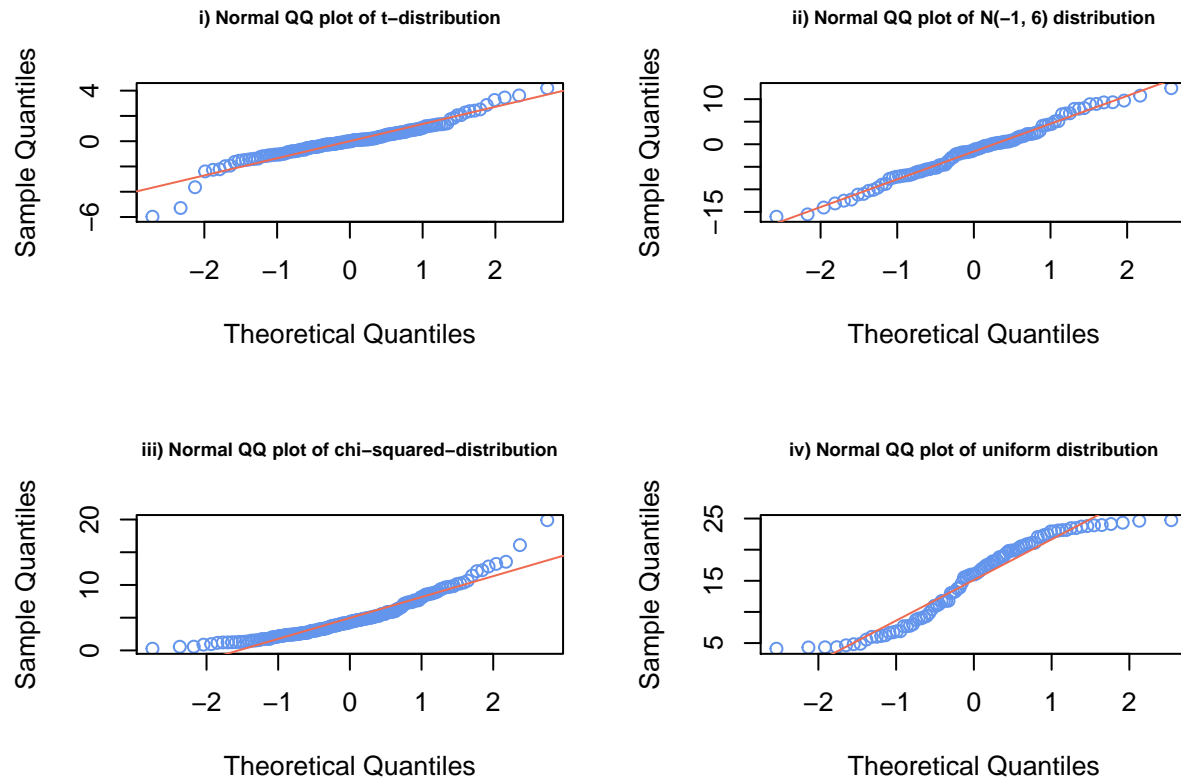 i) Normal QQ plot of t−distribution
Sample Quantiles
4
0
−6
−2 −1 0 1 2
Theoretical Quantiles
ii) Normal QQ plot of N(−1, 6) distribution
Sample Quantiles
10
0
−15
−2 −1 0 1 2
Theoretical Quantiles
iii) Normal QQ plot of chi−squared−distribution
Sample Quantiles
20
10
0
−2 −1 0 1 2
Theoretical Quantiles
iv) Normal QQ plot of uniform distribution
Sample Quantiles
25
15
5
−2 −1 0 1 2
Theoretical Quantiles